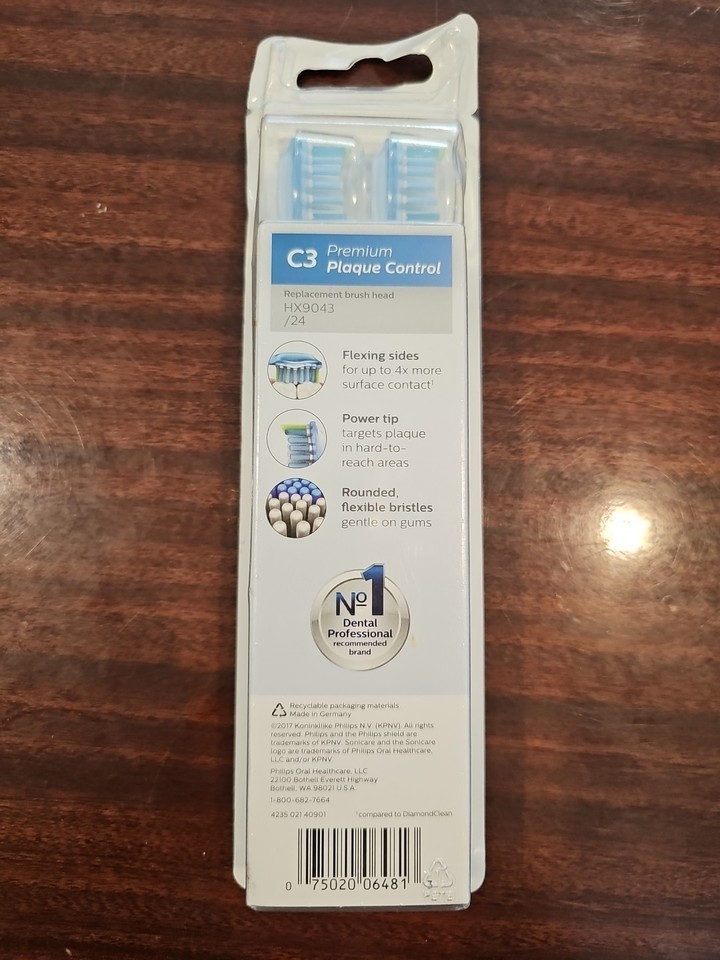 C3 Premium
Plaque Control
Replacement brush head
HX9043
/24
Flexing sides
for up to 4x more
surface contact¹
Power tip
targets plaque
in hard-to-
reach areas
Rounded,
flexible bristles
gentle on gums
Nº1
Dental
Professional
recommended
brand
Recyclable packaging materials
Made in Germany
©2017 Koninklijke Philips N.V. (KPNV). All rights
reserved. Philips and the Philips shield are
trademarks of KPNV. Sonicare and the Sonicare
logo are trademarks of Philips Oral Healthcare,
LLC and/or KPNV.
Philips Oral Healthcare, LLC
22100 Bothell Everett Highway
Bothell, WA 98021 U.S.A.
1-800-682-7664
4235 021 40901 ¹compared to DiamondClean
0 75020 06481 3